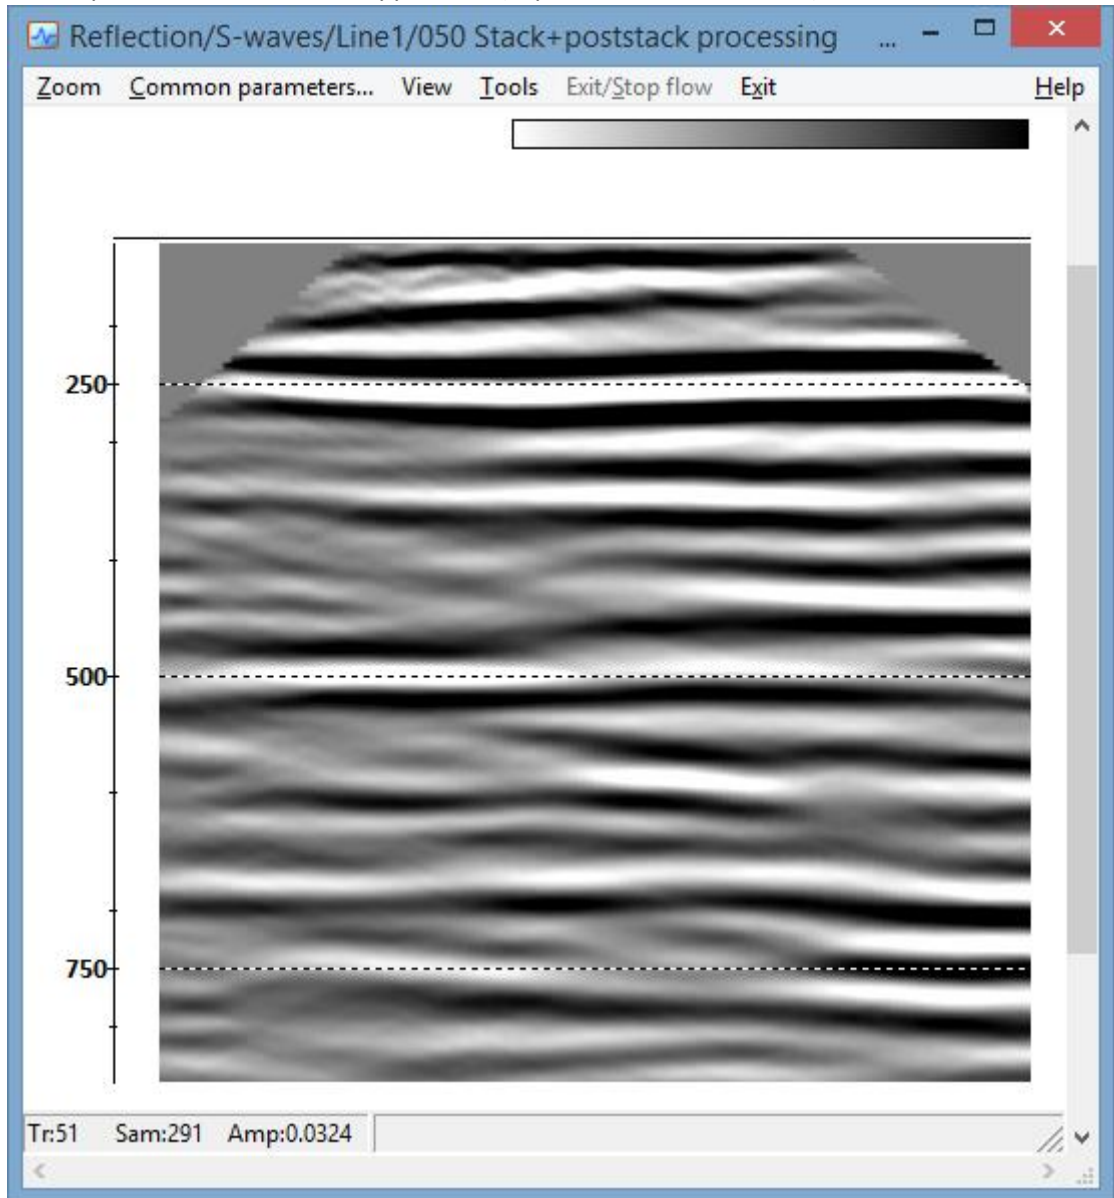 Reflection/S-waves/Line1/050 Stack+poststack processing ...
Zoom Common parameters... View Tools Exit/Stop flow Exit Help
250
500
750
Tr:51 Sam:291 Amp:0.0324